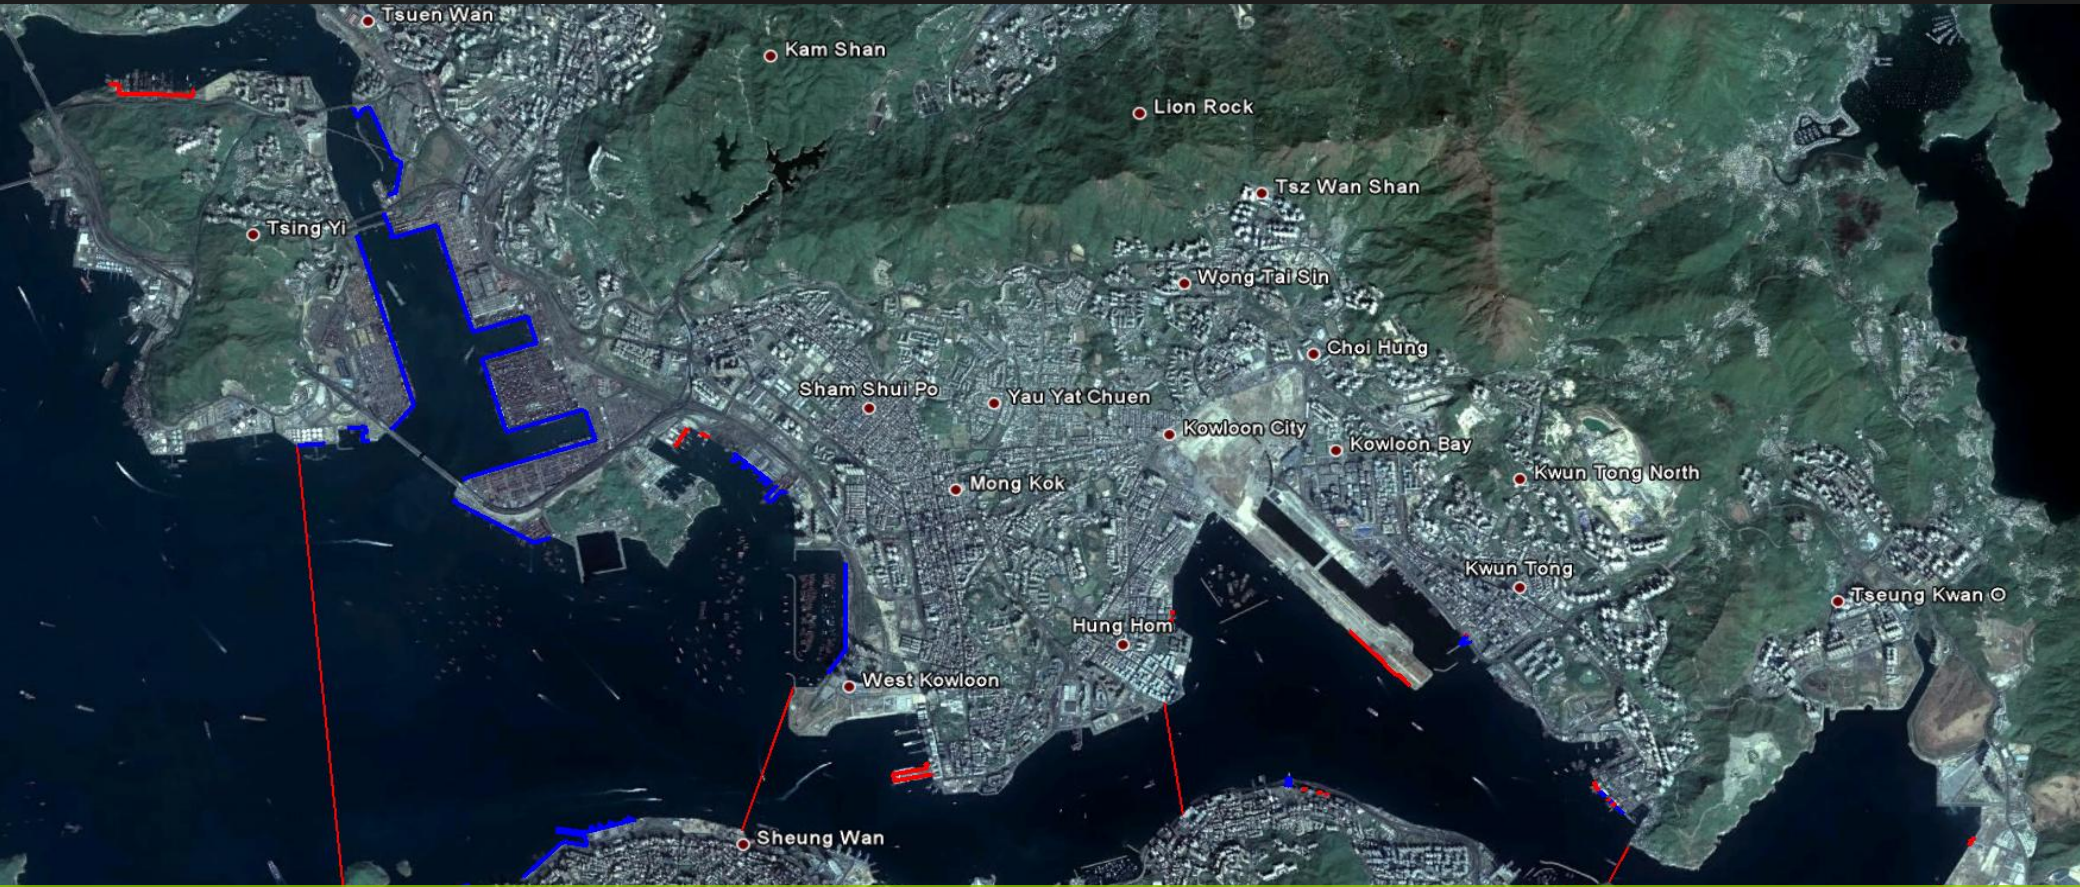 Tsuen Wan
Kam Shan
Lion Rock
Tsz Wan Shan
Tsing Yi
Wong Tai Sin
Choi Hung
Sham Shui Po
Yau Yat Chuen
Kowloon City
Kowloon Bay
Kwun Tong North
Mong Kok
Kwun Tong
Tseung Kwan O
Hung Hom
West Kowloon
Sheung Wan